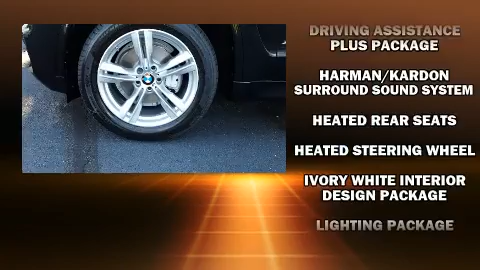 DRIVING ASSISTANCE
PLUS PACKAGE
HARMAN/KARDON
SURROUND SOUND SYSTEM
HEATED REAR SEATS
HEATED STEERING WHEEL
IVORY WHITE INTERIOR
DESIGN PACKAGE
LIGHTING PACKAGE